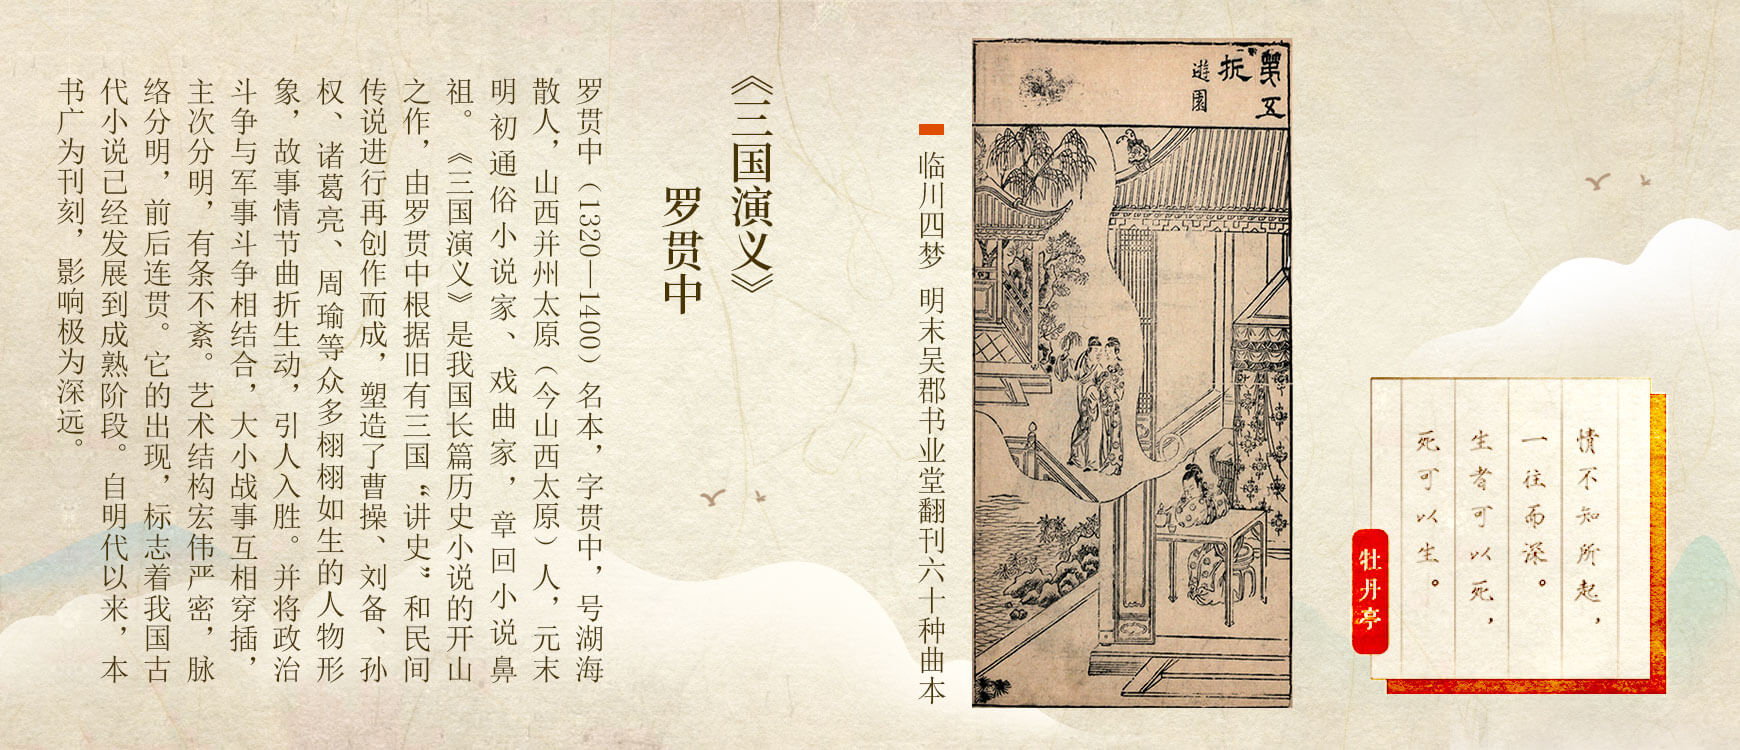 情不知所起，
一往而深。
生者可以死，
死可以生。
牡丹亭
第五
折
遊園
临川四梦 明末吴郡书业堂翻刊六十种曲本
《三国演义》
罗贯中
罗贯中（1320—1400）名本，字贯中，号湖海
散人，山西并州太原（今山西太原）人，元末
明初通俗小说家、戏曲家，章回小说鼻
祖。《三国演义》是我国长篇历史小说的开山
之作，由罗贯中根据旧有三国“讲史”和民间
传说进行再创作而成，塑造了曹操、刘备、孙
权、诸葛亮、周瑜等众多栩栩如生的人物形
象，故事情节曲折生动，引人入胜。并将政治
斗争与军事斗争相结合，大小战事互相穿插，
主次分明，有条不紊。艺术结构宏伟严密，脉
络分明，前后连贯。它的出现，标志着我国古
代小说已经发展到成熟阶段。自明代以来，本
书广为刊刻，影响极为深远。